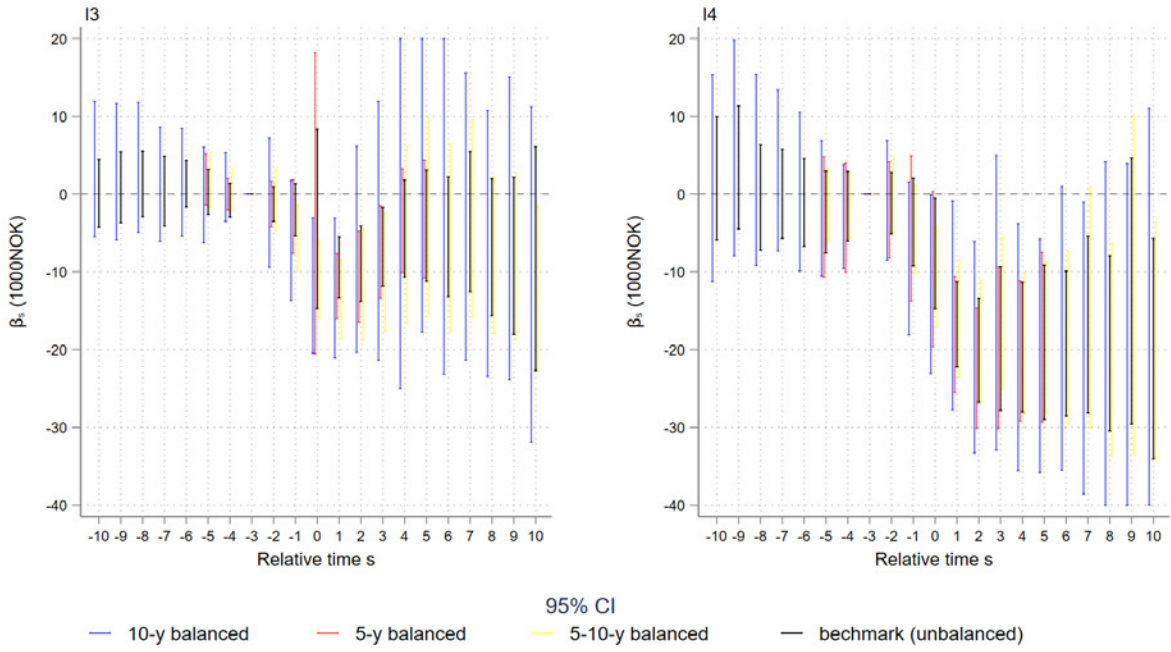 I3
20
10
0
-10
-20
-30
-40
βs (1000NOK)
-10 -9 -8 -7 -6 -5 -4 -3 -2 -1 0 1 2 3 4 5 6 7 8 9 10
Relative time s
I4
20
10
0
-10
-20
-30
-40
βs (1000NOK)
-10 -9 -8 -7 -6 -5 -4 -3 -2 -1 0 1 2 3 4 5 6 7 8 9 10
Relative time s
95% CI
10-y balanced 5-y balanced 5-10-y balanced bechmark (unbalanced)